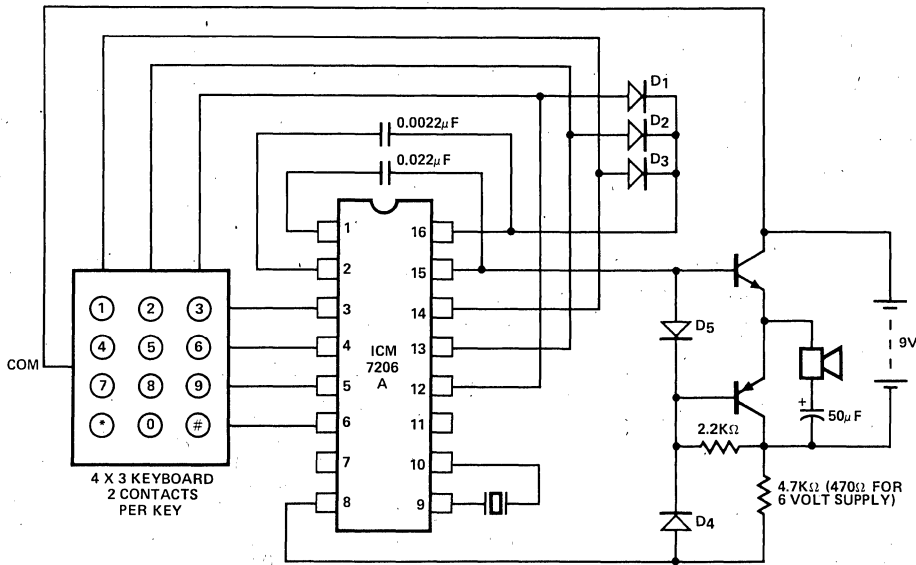 D1
D2
D3
0.0022μF
0.022μF
1
2
3
4
5
6
7
8
16
15
14
13
12
11
10
9
ICM
7206
A
1 2 3
4 5 6
7 8 9
* 0 #
COM
4 X 3 KEYBOARD
2 CONTACTS
PER KEY
D5
9V
+
50μF
2.2KΩ
4.7KΩ (470Ω FOR
6 VOLT SUPPLY)
D4